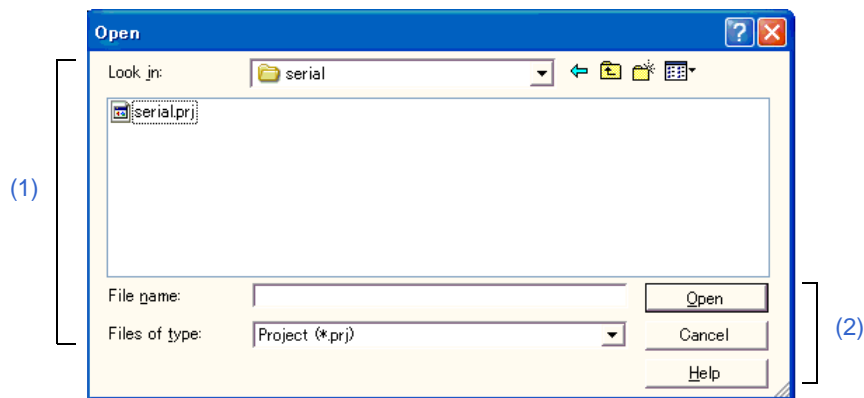 Open
Look in: serial
serial.prj
(1)
File name: Open
Files of type: Project (*.prj) Cancel
(2)
Help